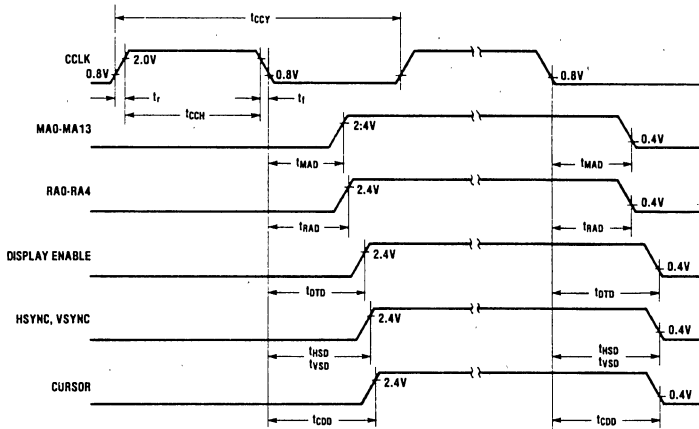 tCCY
CCLK
2.0V
0.8V
0.8V
0.8V
tr
tf
tCCH
MA0-MA13
2:4V
0.4V
tMAD
tMAD
RA0-RA4
2.4V
0.4V
tRAD
tRAD
DISPLAY ENABLE
2.4V
0.4V
tDTD
tDTD
HSYNC, VSYNC
2.4V
0.4V
tHSD
tVSD
tHSD
tVSD
CURSOR
2.4V
0.4V
tCDD
tCDD